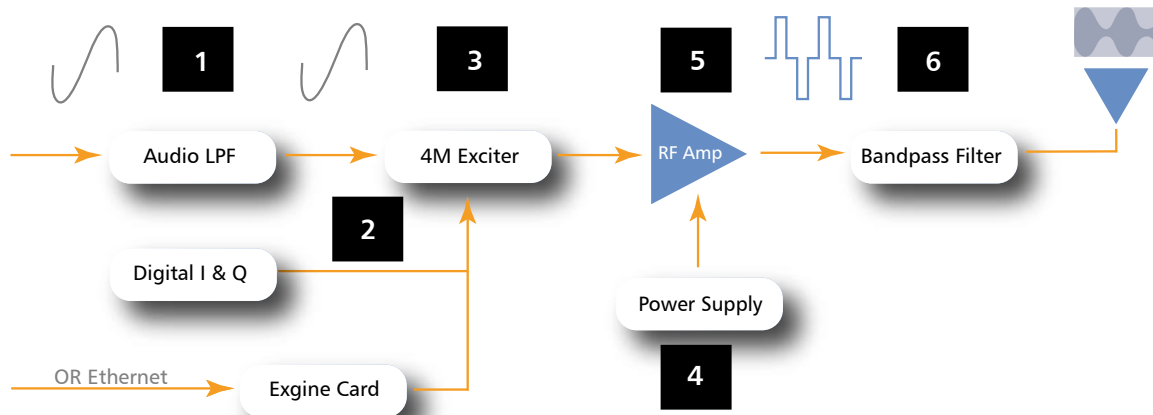 1
3
5
6
Audio LPF
4M Exciter
RF Amp
Bandpass Filter
2
Digital I & Q
Power Supply
4
OR Ethernet
Exgine Card